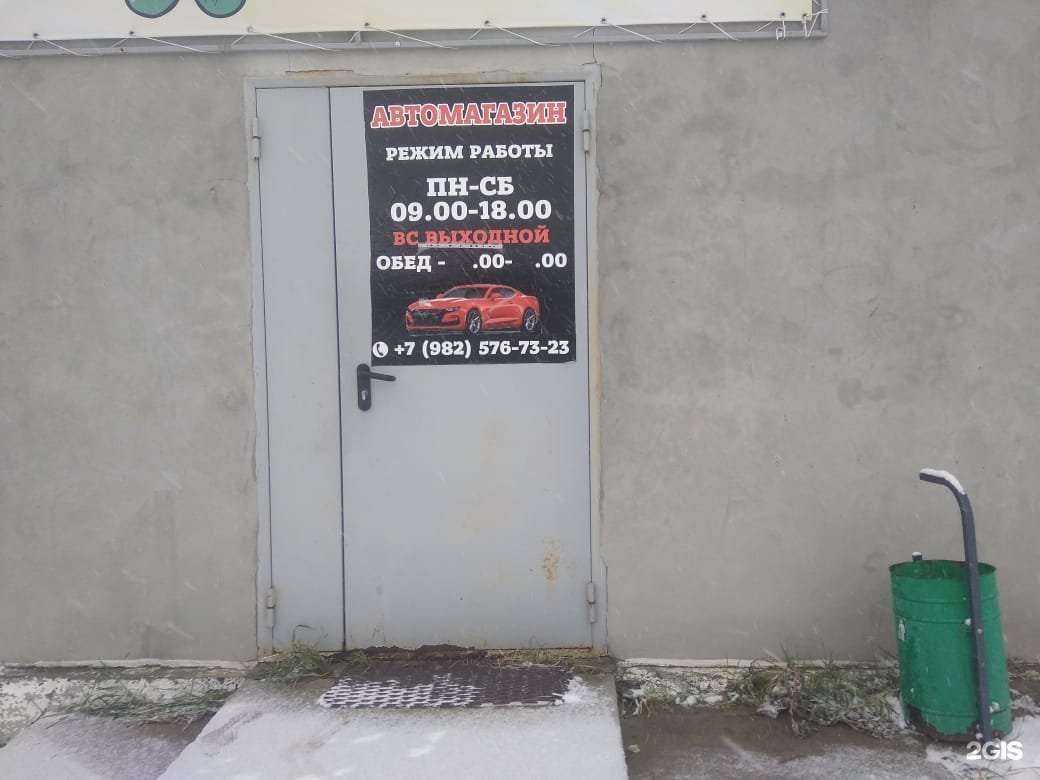 АВТОМАГАЗИН
РЕЖИМ РАБОТЫ
ПН-СБ
09.00-18.00
ВС ВЫХОДНОЙ
ОБЕД - .00- .00
+7 (982) 576-73-23
2GIS